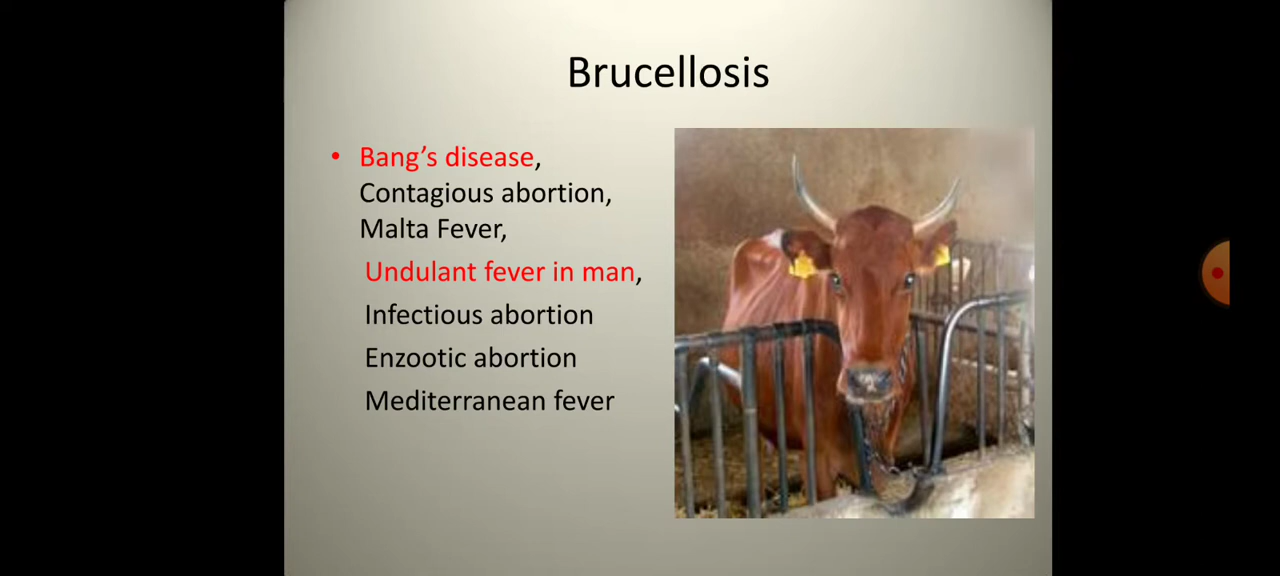 Brucellosis
• Bang’s disease,
Contagious abortion,
Malta Fever,
Undulant fever in man,
Infectious abortion
Enzootic abortion
Mediterranean fever